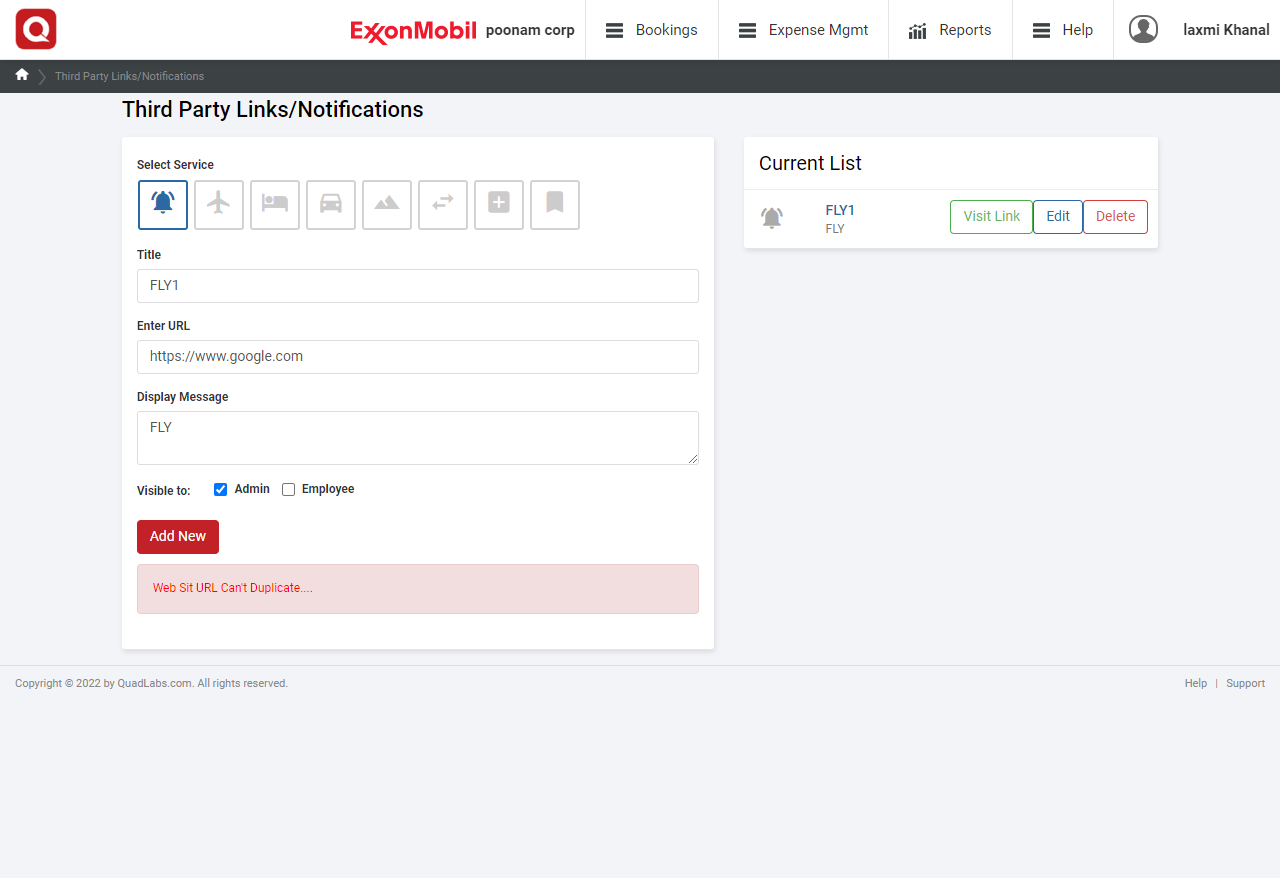 Q
ExxonMobil poonam corp Bookings Expense Mgmt Reports Help laxmi Khanal
Third Party Links/Notifications
Third Party Links/Notifications
Select Service
Title
FLY1
Enter URL
https://www.google.com
Display Message
FLY
Visible to: Admin Employee
Add New
Web Sit URL Can't Duplicate....
Current List
FLY1
FLY
Visit Link Edit Delete
Copyright © 2022 by QuadLabs.com. All rights reserved.
Help | Support